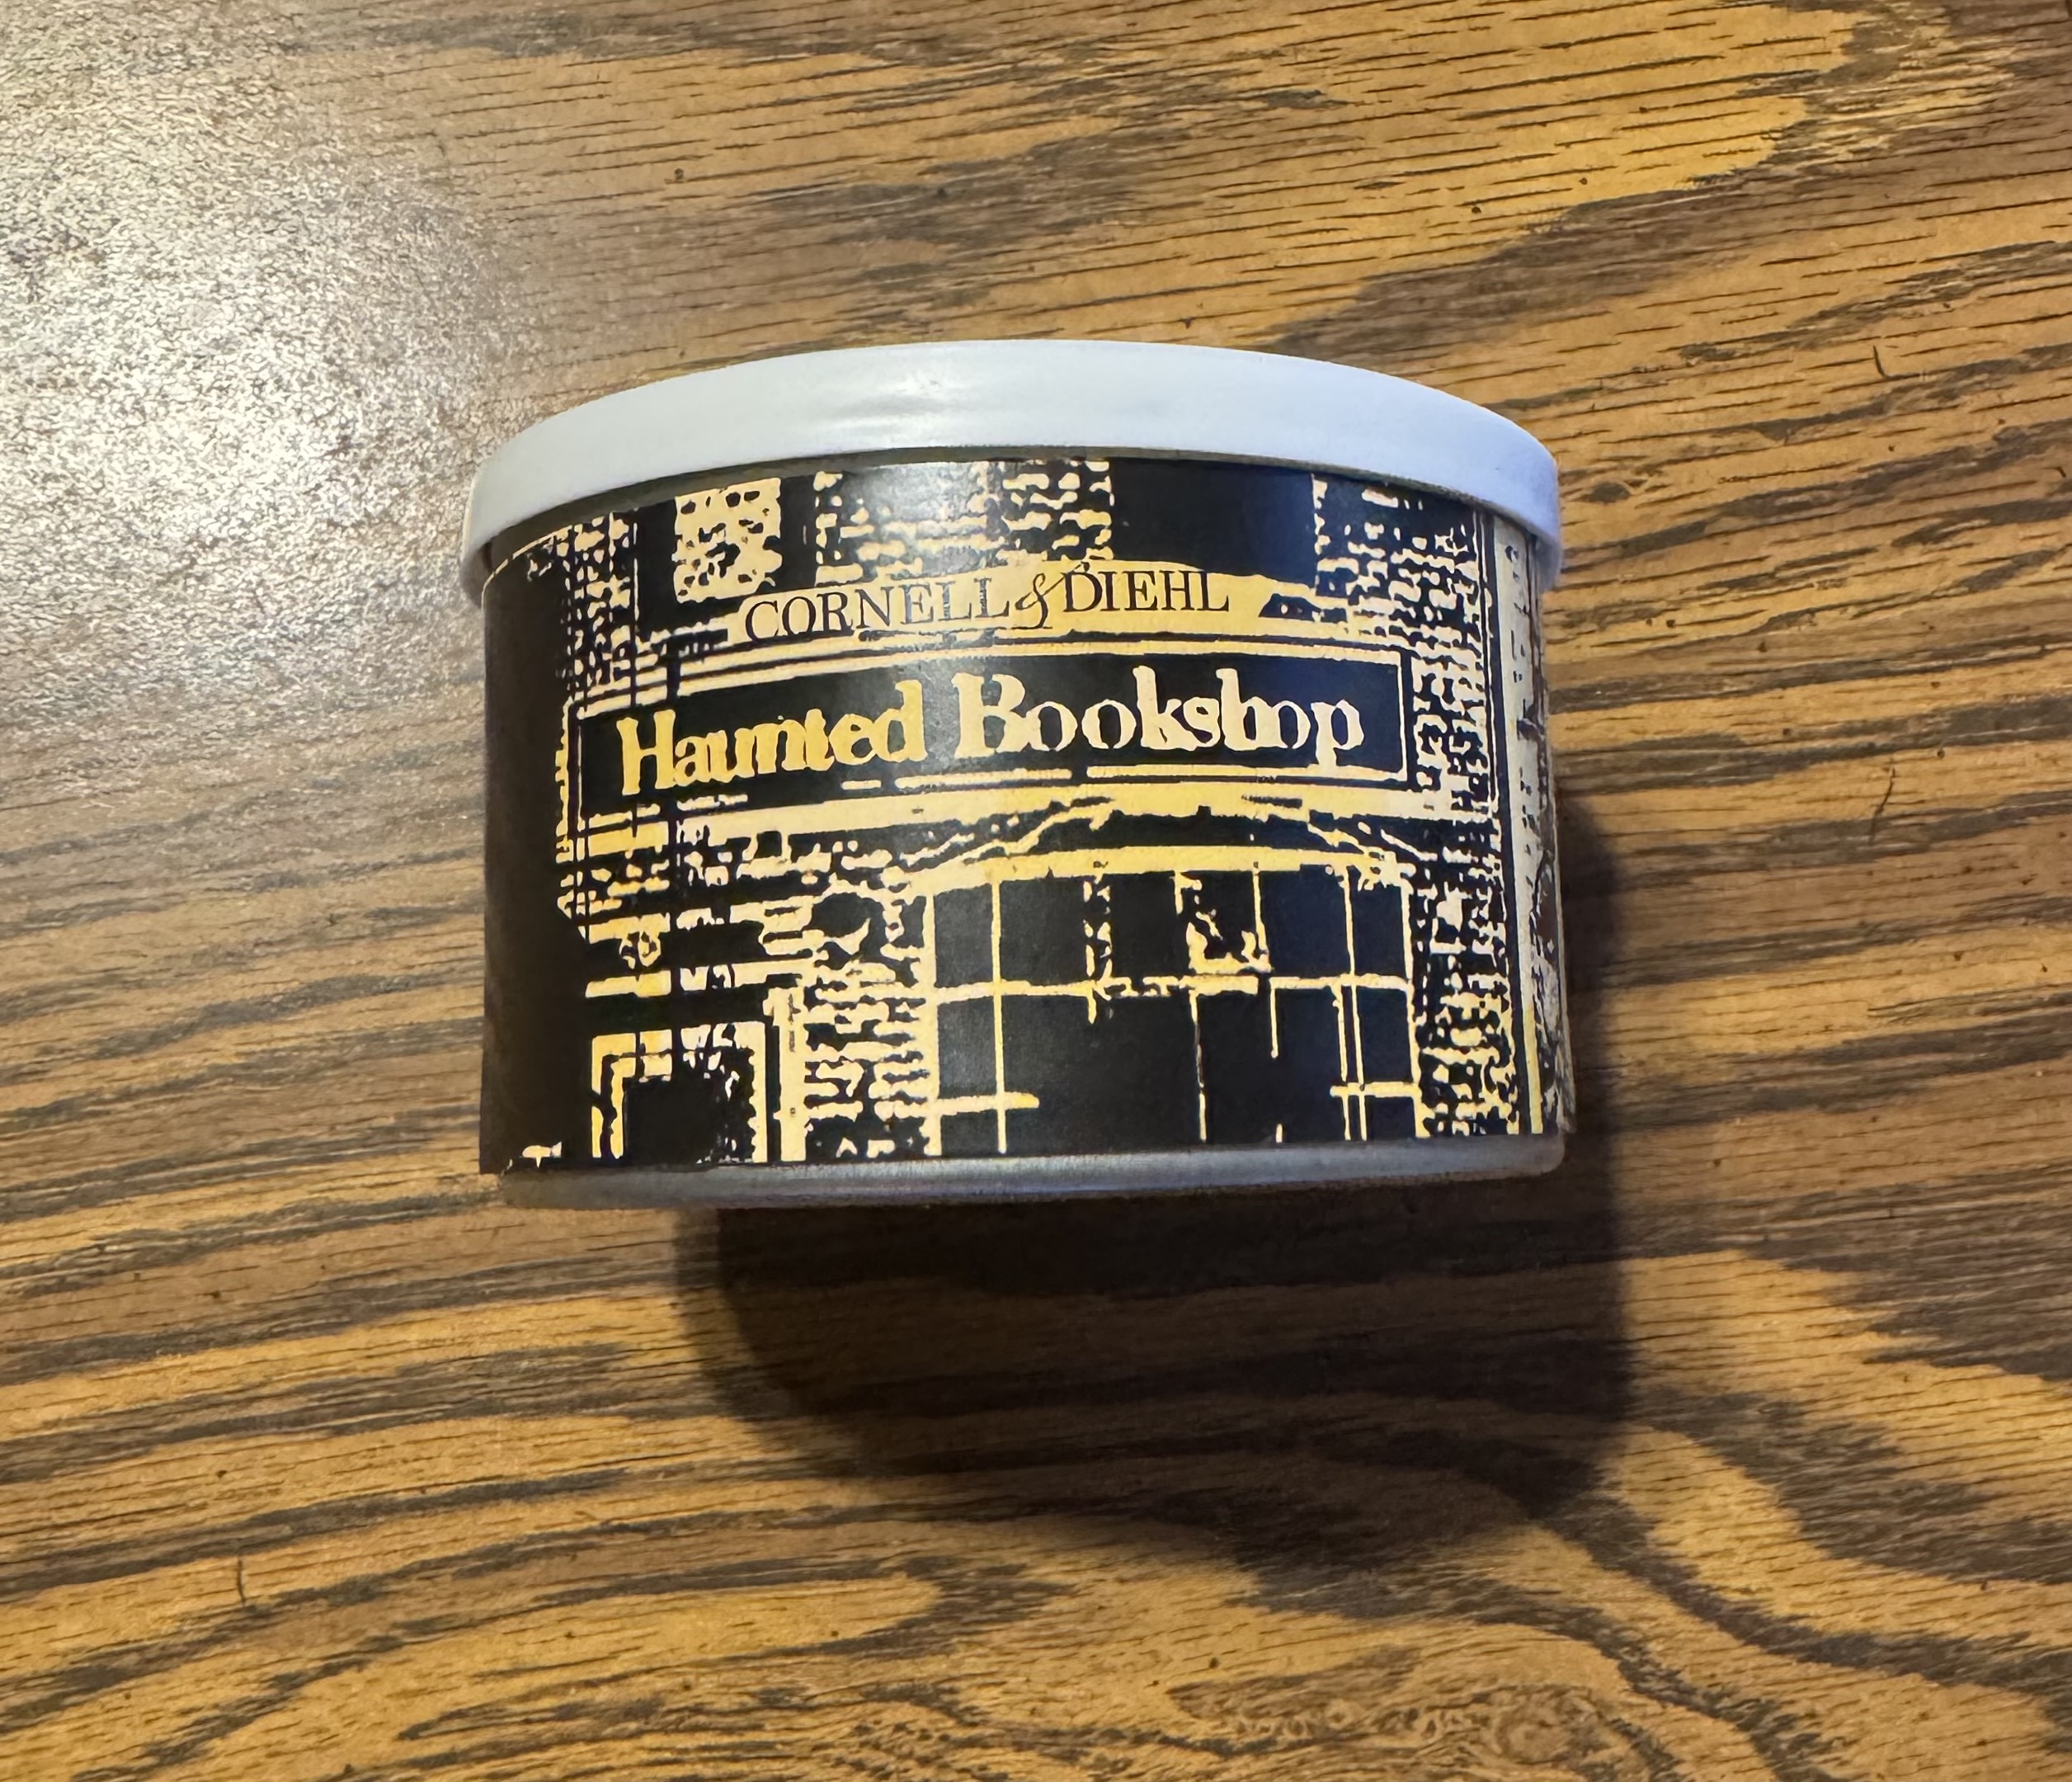 CORNELL & DIEHL
Haunted Bookshop